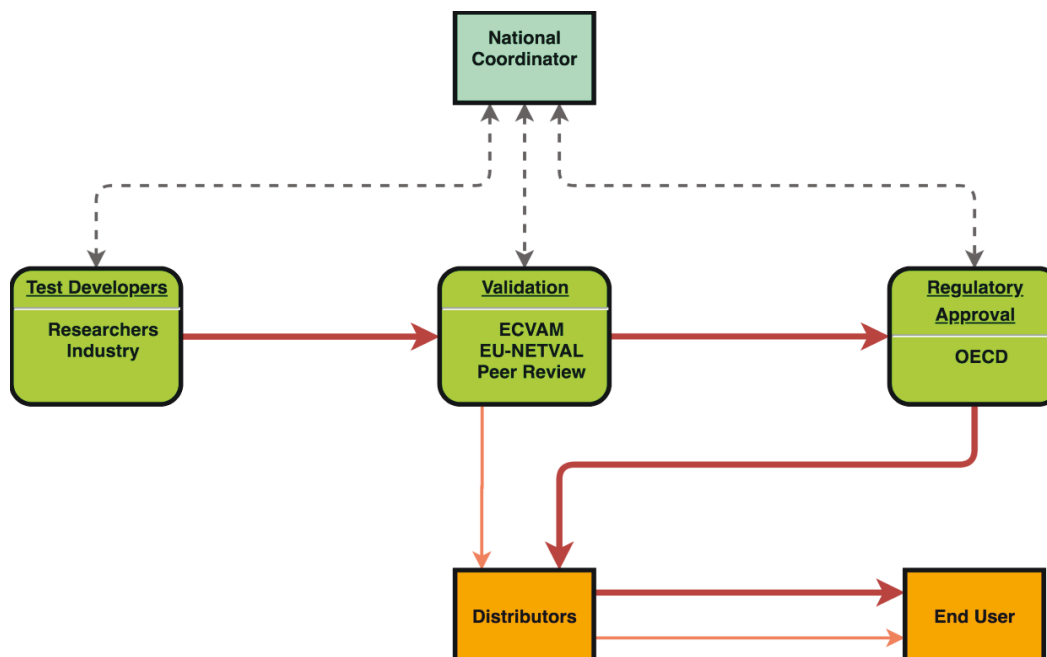 National
Coordinator
Test Developers
Researchers
Industry
Validation
ECVAM
EU-NETVAL
Peer Review
Regulatory
Approval
OECD
Distributors
End User